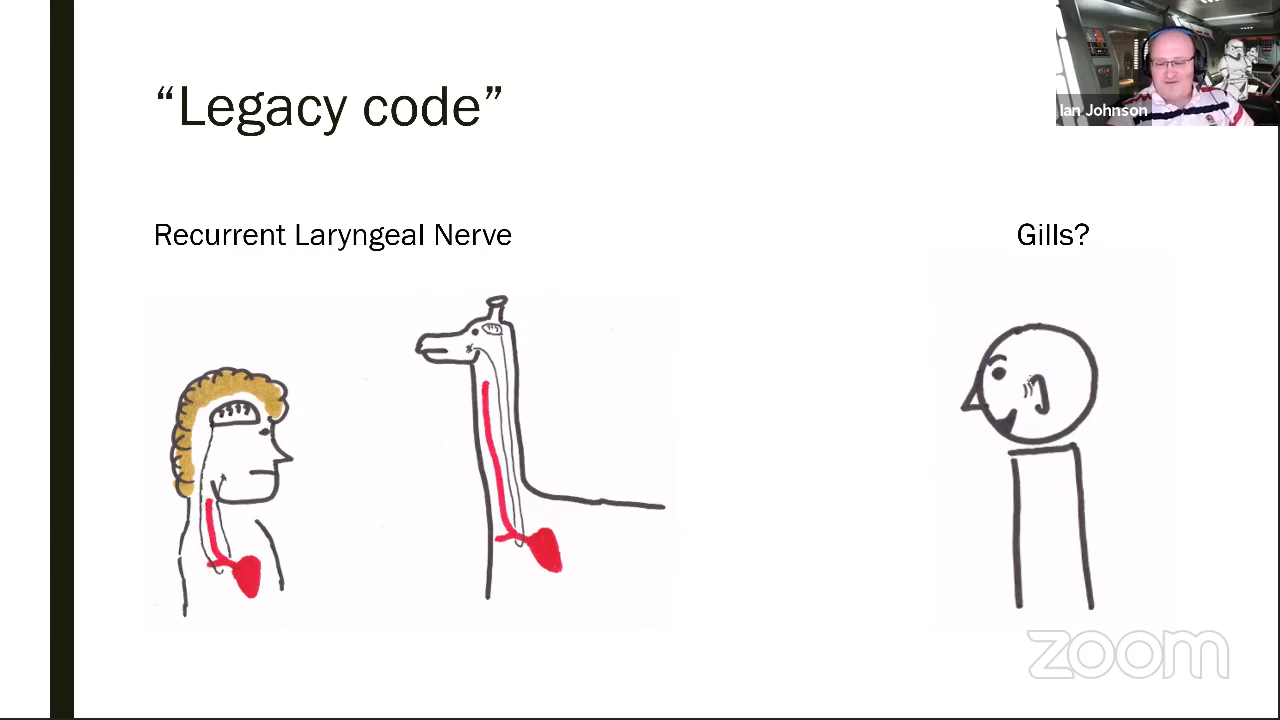 “Legacy code”
Ian Johnson
Recurrent Laryngeal Nerve
Gills?
zoom